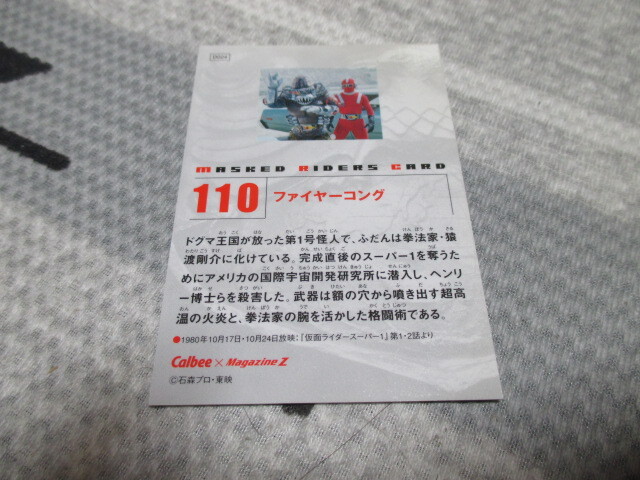 MASKED RIDERS CARD
110 ファイヤーコング
ドグマ王国が放った第1号怪人で、ふだんは拳法家・猿
渡剛介に化けている。完成直後のスーパー1を奪うた
めにアメリカの国際宇宙開発研究所に潜入し、ヘンリ
ー博士らを殺害した。武器は額の穴から噴き出す超高
温の火炎と、拳法家の腕を活かした格闘術である。
●1980年10月17日・10月24日放映:『仮面ライダースーパー1』第1・2話より
Calbee × Magazine Z
©石森プロ・東映